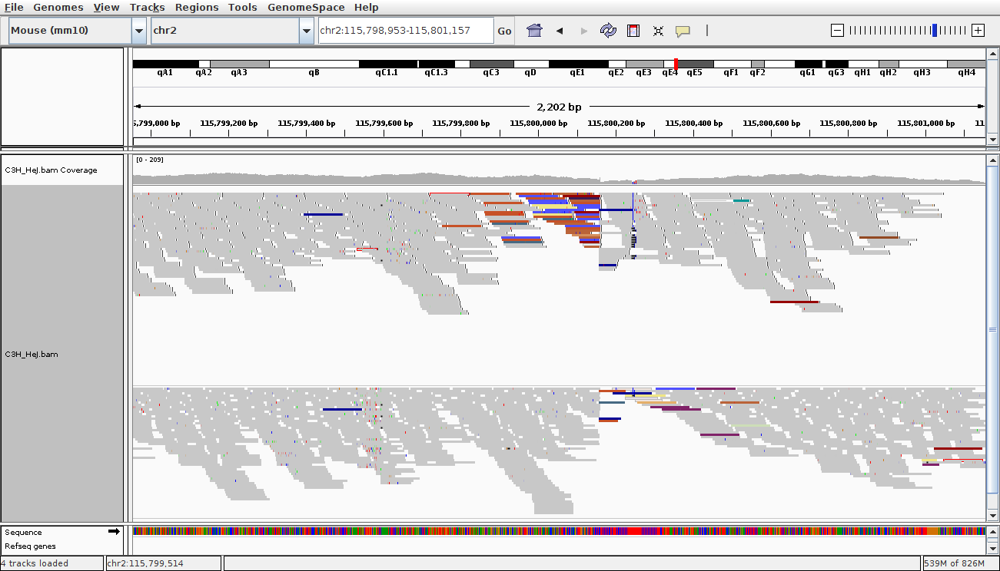 File Genomes View Tracks Regions Tools GenomeSpace Help
Mouse (mm10) chr2 chr2:115,798,953-115,801,157 Go
qA1 qA2 qA3 qB qC1.1 qC1.3 qC3 qD qE1 qE2 qE3 qE4 qE5 qF1 qF2 qG1 qG3 qH1 qH2 qH3 qH4
2,202 bp
5,799,000 bp 115,799,200 bp 115,799,400 bp 115,799,600 bp 115,799,800 bp 115,800,000 bp 115,800,200 bp 115,800,400 bp 115,800,600 bp 115,800,800 bp 115,801,000 bp 11
[0 - 209]
C3H_HeJ.bam Coverage
C3H_HeJ.bam
Sequence
Refseq genes
4 tracks loaded chr2:115,799,514 539M of 826M